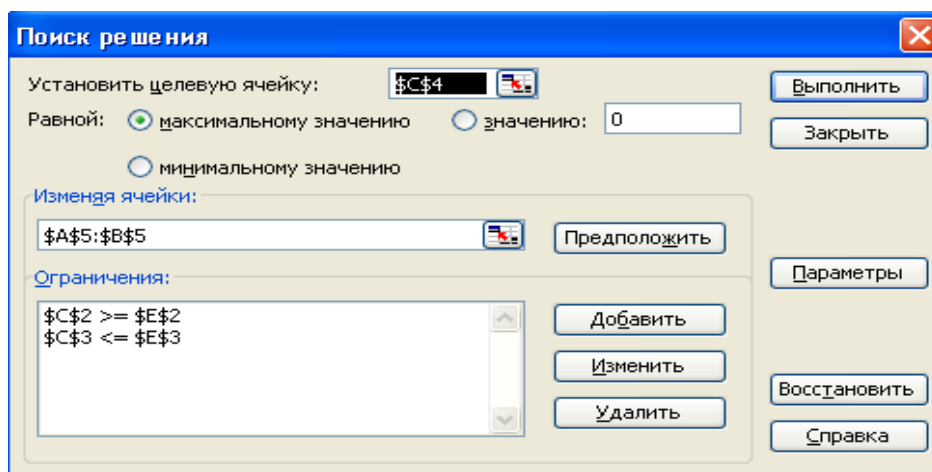 Поиск решения
Установить целевую ячейку: $C$4
Равной: максимальному значению значению: 0
минимальному значению
Изменяя ячейки:
$A$5:$B$5
Предположить
Ограничения:
$C$2 >= $E$2
$C$3 <= $E$3
Добавить
Изменить
Удалить
Выполнить
Закрыть
Параметры
Восстановить
Справка